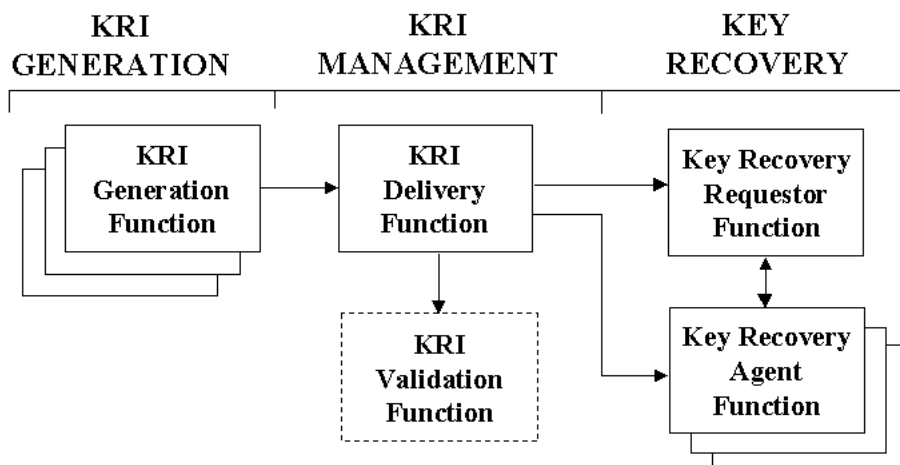 KRI
GENERATION
KRI
MANAGEMENT
KEY
RECOVERY
KRI
Generation
Function
KRI
Delivery
Function
Key Recovery
Requestor
Function
KRI
Validation
Function
Key Recovery
Agent
Function